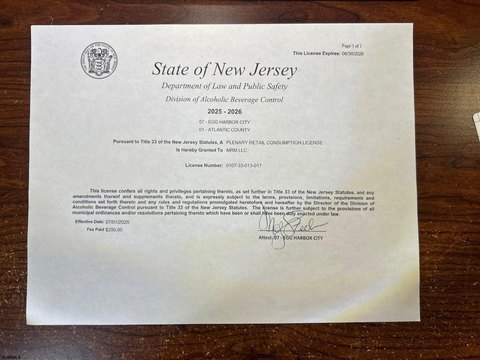 Page 1 of 1
This License Expires: 06/30/2026
State of New Jersey
Department of Law and Public Safety
Division of Alcoholic Beverage Control
2025 - 2026
07 - EGG HARBOR CITY
01 - ATLANTIC COUNTY
Pursuant to Title 33 of the New Jersey Statutes, A PLENARY RETAIL CONSUMPTION LICENSE
Is Hereby Granted To MRM LLC
License Number: 0107-33-013-017
This license confers all rights and privileges pertaining thereto, as set further in Title 33 of the New Jersey Statutes, and any
amendments thereof and supplements thereto, and is expressly subject to the terms, provisions, limitations, requirements and
conditions set forth therein and any rules and regulations promulgated heretofore and hereafter by the Director of the Division of
Alcoholic Beverage Control pursuant to Title 33 of the New Jersey Statutes. The license is further subject to the provisions of all
municipal ordinances and/or resolutions pertaining thereto which have been or shall have been duly enacted under law.
Effective Date: 07/01/2025
Fee Paid $200.00
Attest: 07 - EGG HARBOR CITY